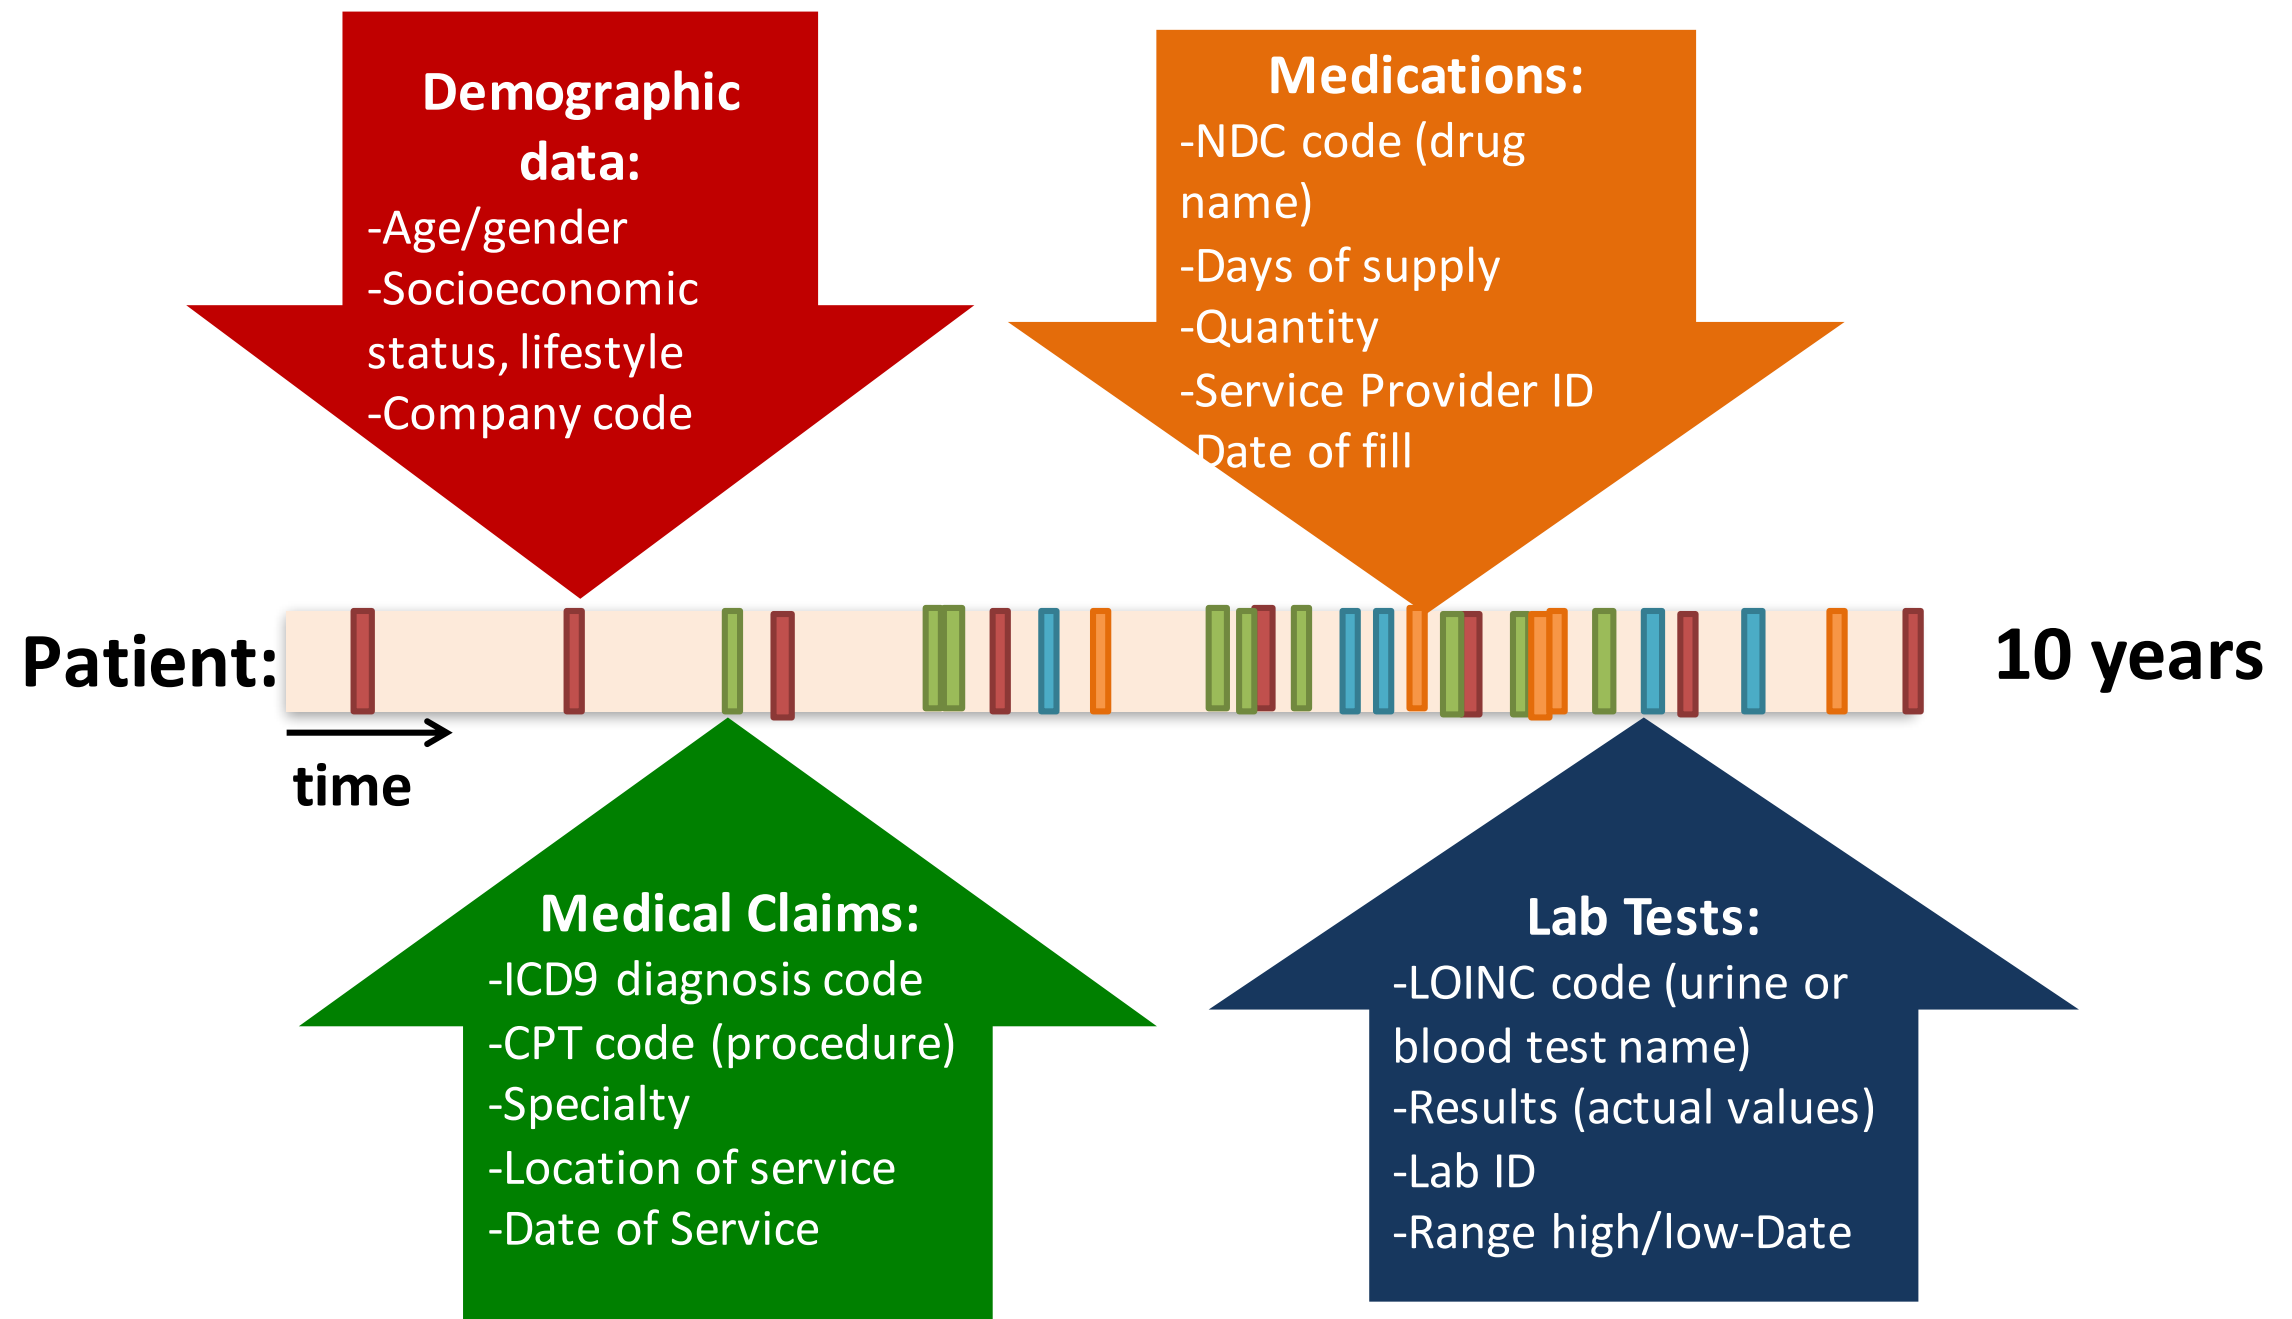 Demographic
data:
-Age/gender
-Socioeconomic
status, lifestyle
-Company code
Medications:
-NDC code (drug
name)
-Days of supply
-Quantity
-Service Provider ID
-Date of fill
Patient:
10 years
time
Medical Claims:
-ICD9 diagnosis code
-CPT code (procedure)
-Specialty
-Location of service
-Date of Service
Lab Tests:
-LOINC code (urine or
blood test name)
-Results (actual values)
-Lab ID
-Range high/low-Date